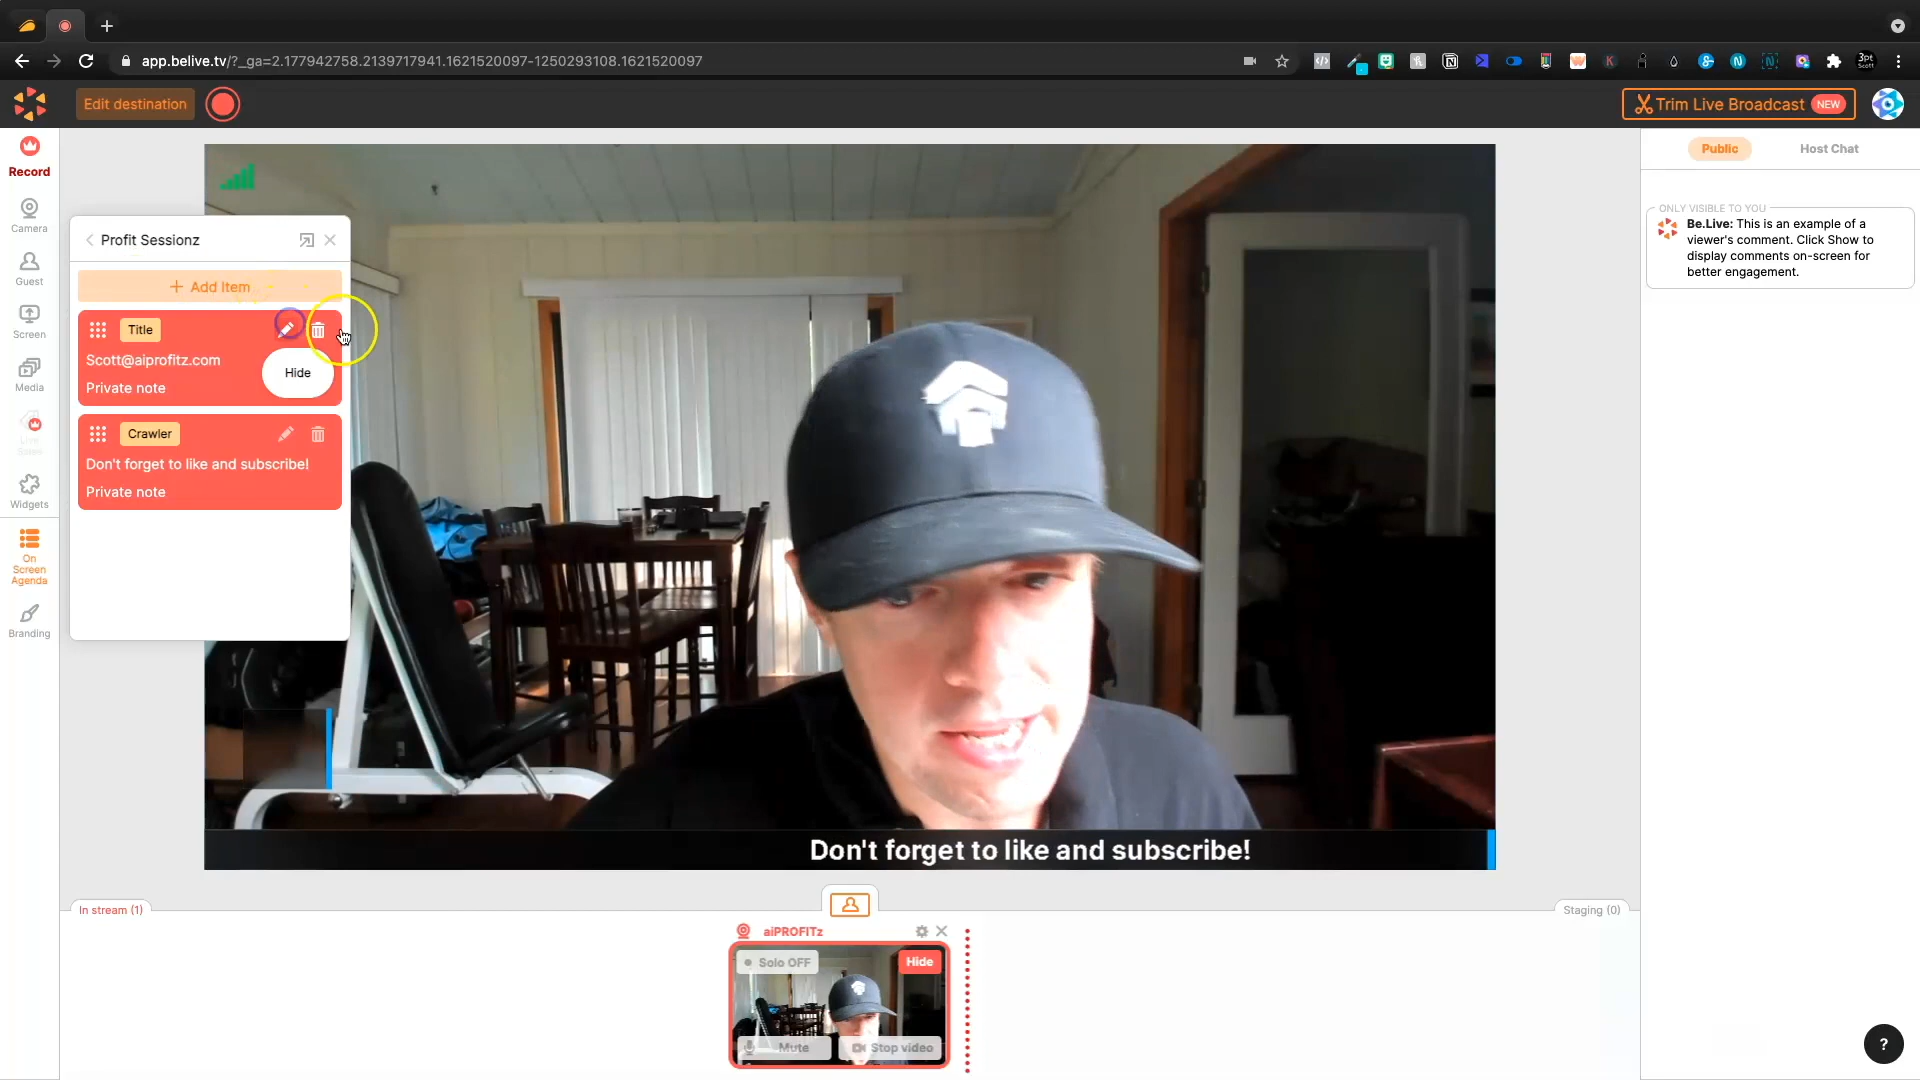 app.belive.tv/?_ga=2.177942758.2139717941.1621520097-1250293108.1621520097
3pt
Scott
Edit destination
Trim Live Broadcast NEW
Record
Camera
Guest
Screen
Media
Live
Widgets
On
Screen
Agenda
Branding
Profit Sessionz
+ Add Item
Title
Scott@aiprofitz.com
Private note
Hide
Crawler
Don't forget to like and subscribe!
Private note
Don't forget to like and subscribe!
Public
Host Chat
ONLY VISIBLE TO YOU
Be.Live: This is an example of a
viewer's comment. Click Show to
display comments on-screen for
better engagement.
In stream (1)
Staging (0)
aiPROFITz
Solo OFF
Hide
Mute
Stop video
?